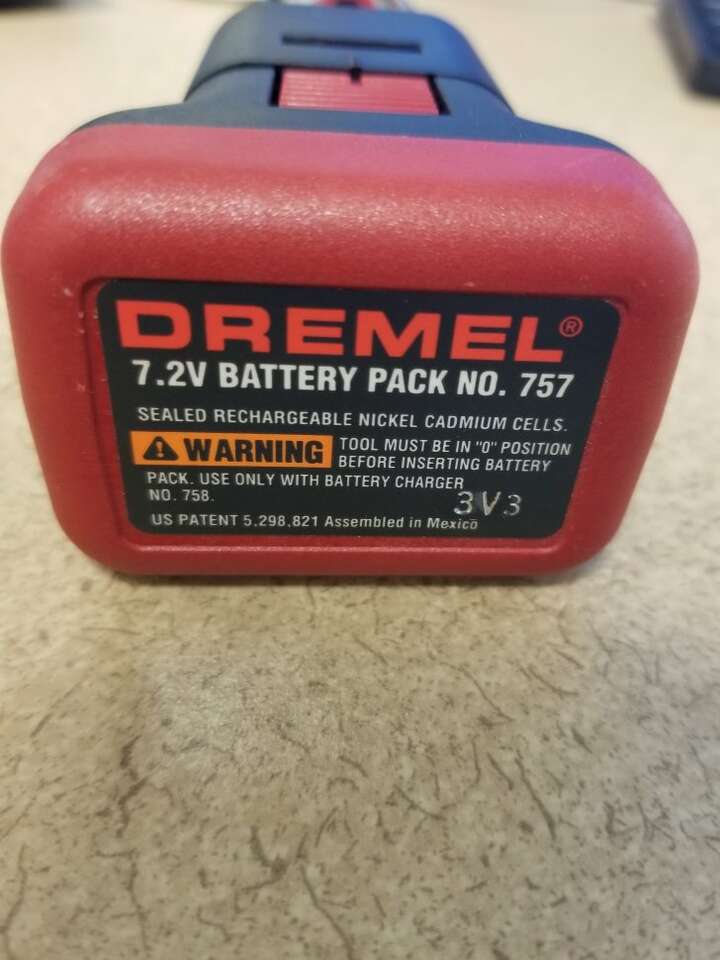 DREMEL®
7.2V BATTERY PACK NO. 757
SEALED RECHARGEABLE NICKEL CADMIUM CELLS.
⚠ WARNING TOOL MUST BE IN "0" POSITION
BEFORE INSERTING BATTERY
PACK. USE ONLY WITH BATTERY CHARGER
NO. 758.
3V3
US PATENT 5,298,821 Assembled in Mexico